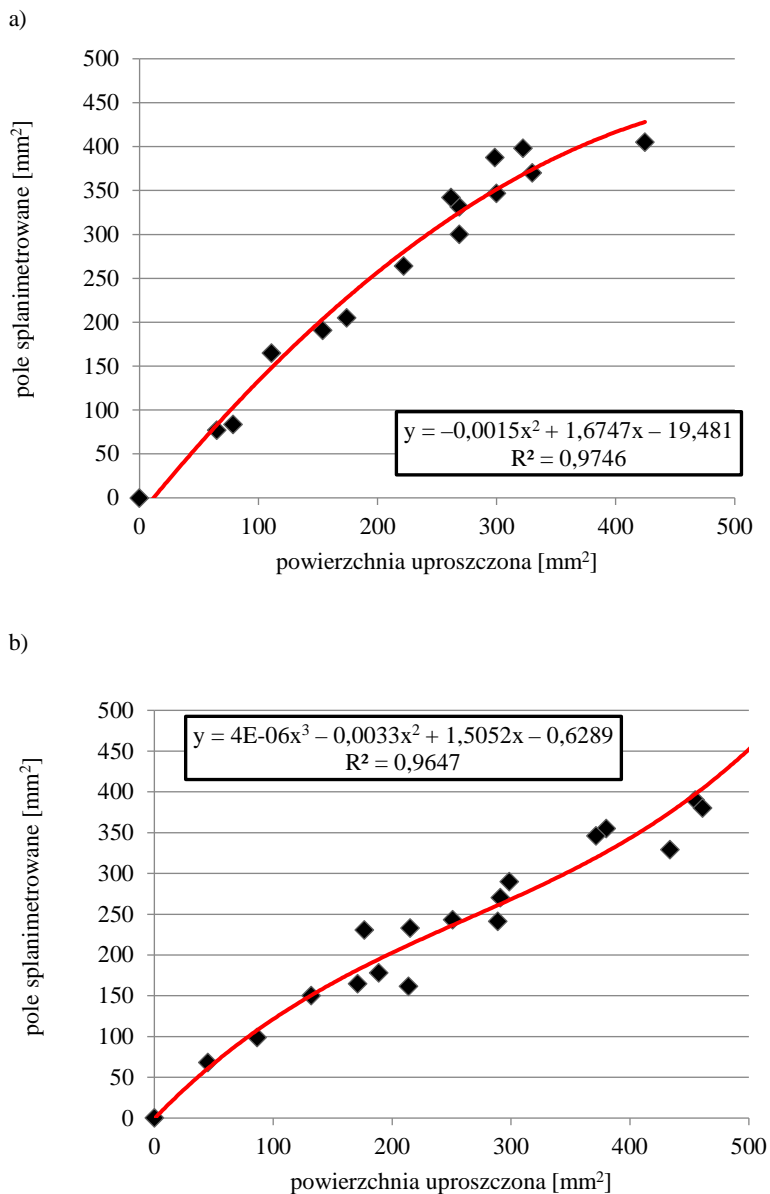 a)
500
450
400
350
300
250
200
150
100
50
0
pole splanimetrowane [mm²]
y = –0,0015x² + 1,6747x – 19,481
R² = 0,9746
0 100 200 300 400 500
powierzchnia uproszczona [mm²]
b)
500
450
400
350
300
250
200
150
100
50
0
pole splanimetrowane [mm²]
y = 4E-06x³ – 0,0033x² + 1,5052x – 0,6289
R² = 0,9647
0 100 200 300 400 500
powierzchnia uproszczona [mm²]